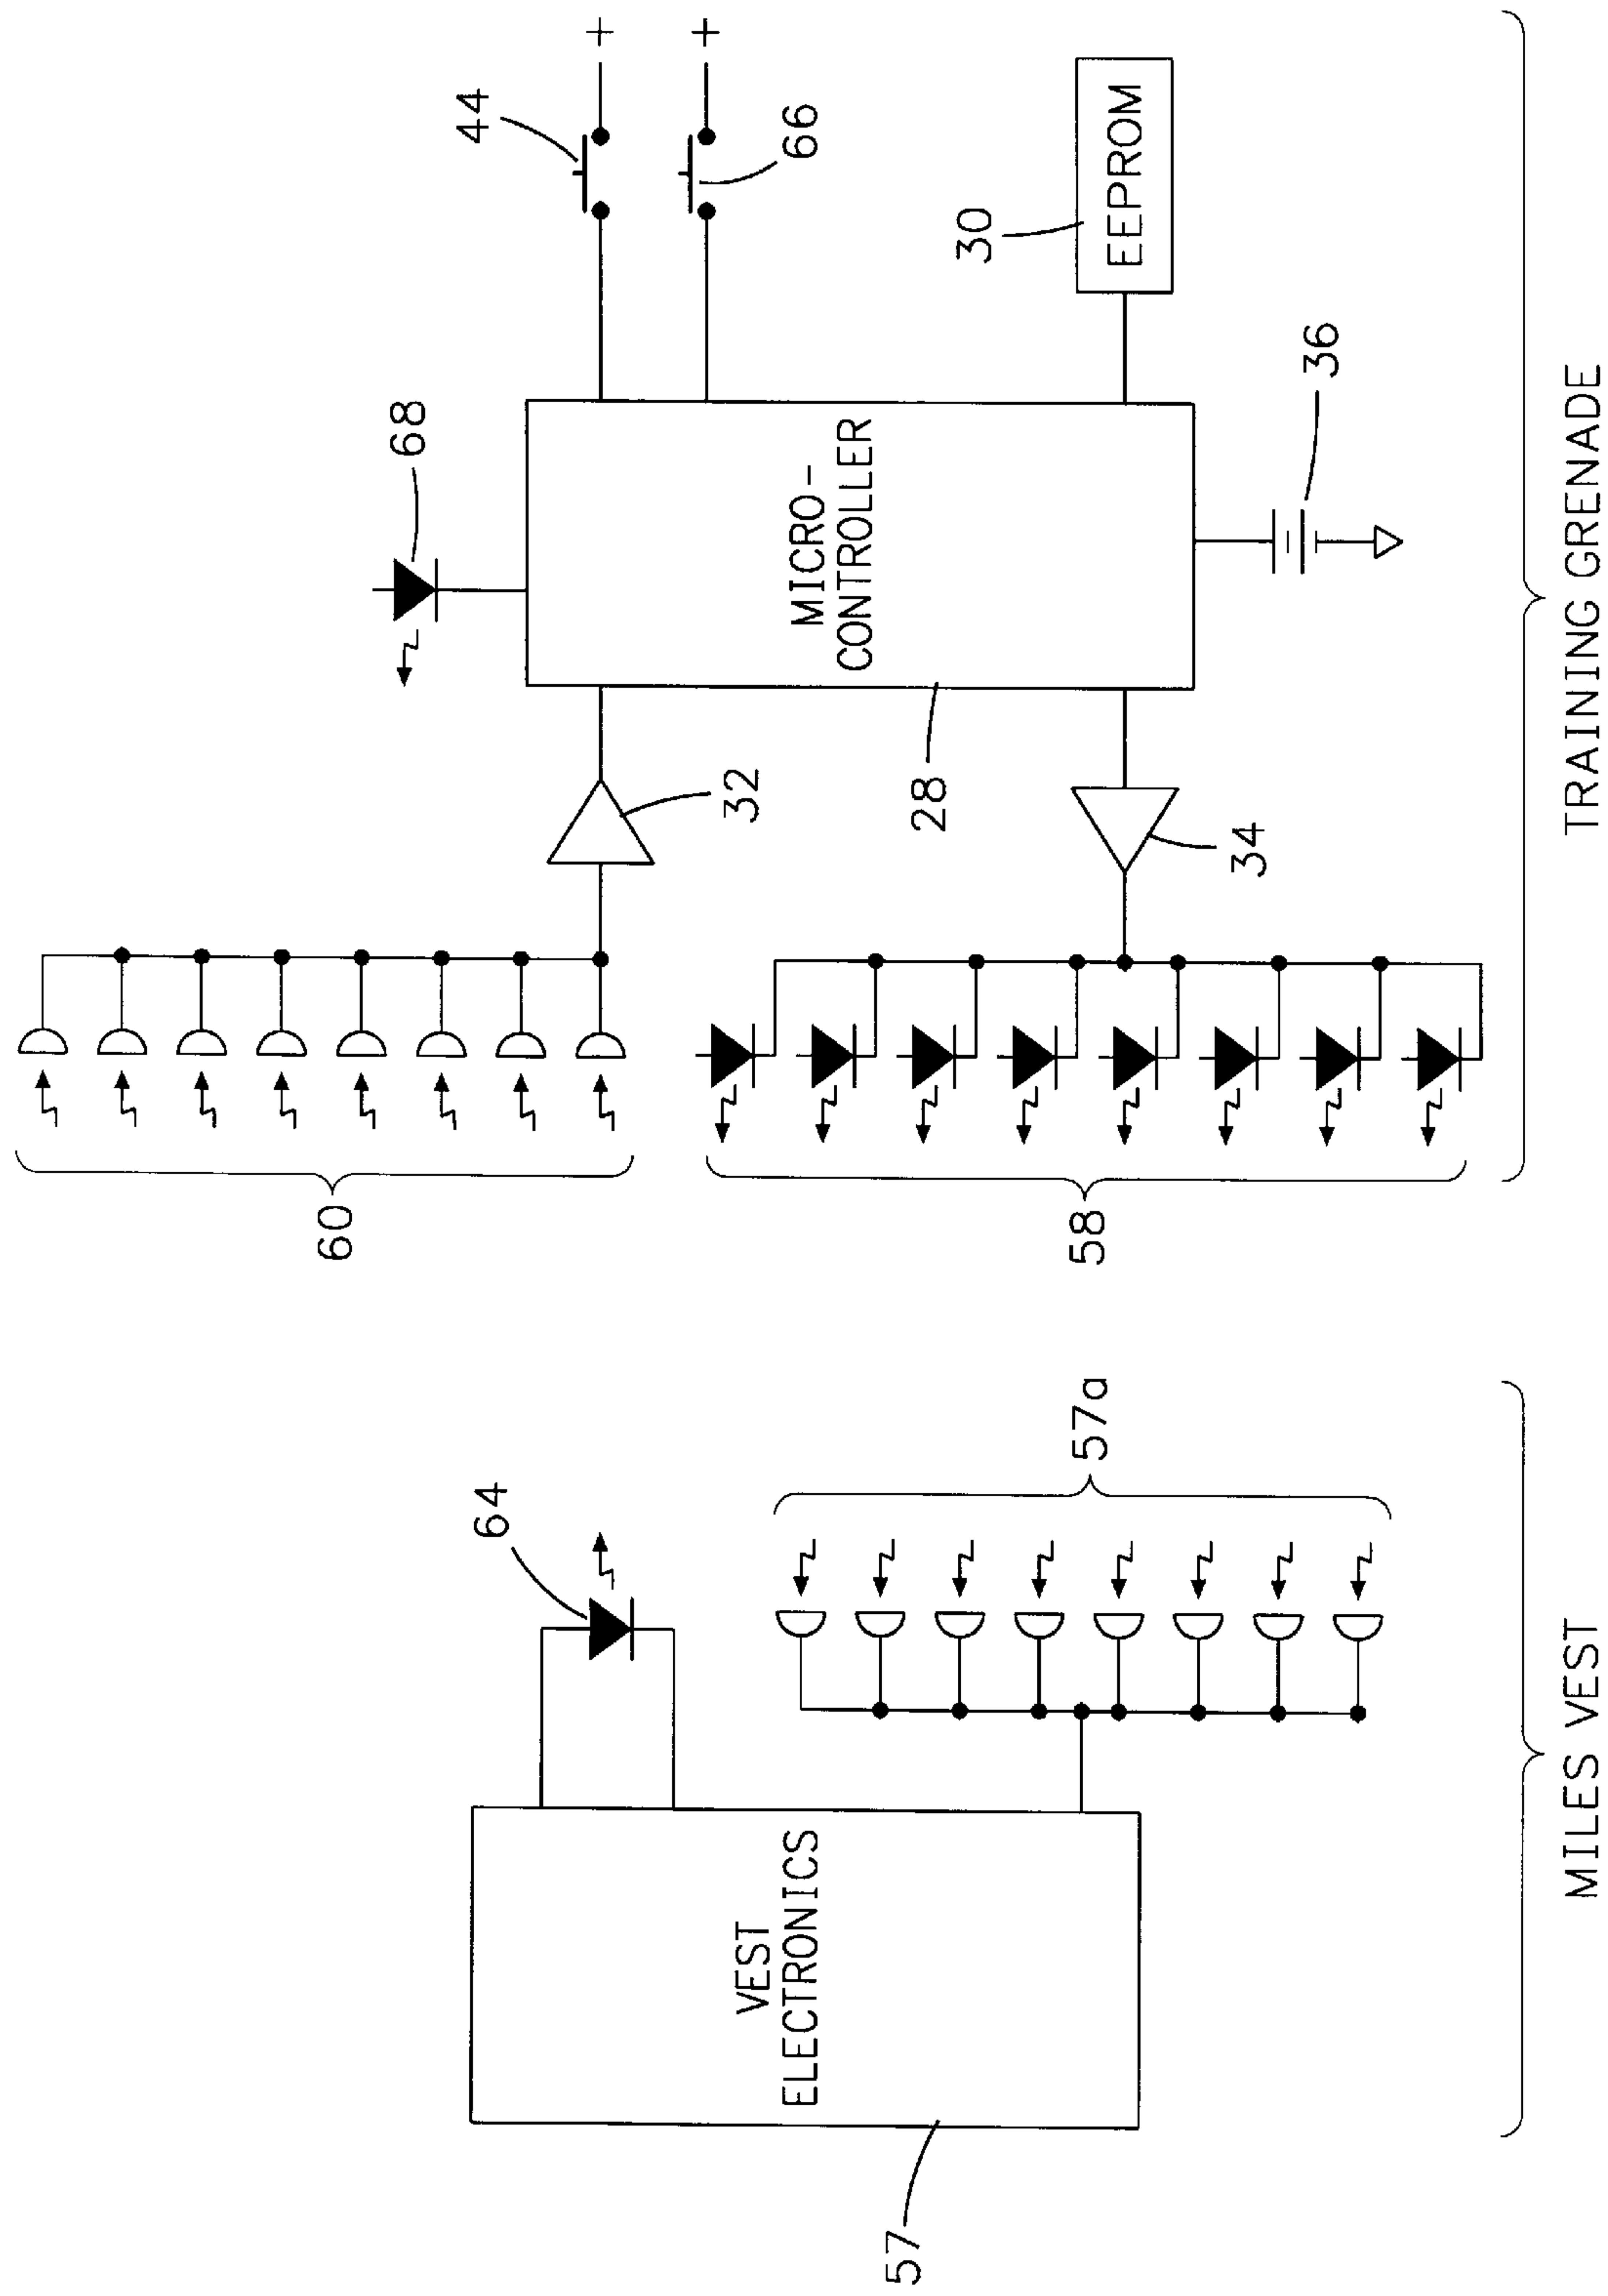 57
VEST
ELECTRONICS
64
57a
MILES VEST
60
58
32
34
28
MICRO-
CONTROLLER
68
36
44
+
66
+
30
EEPROM
TRAINING GRENADE